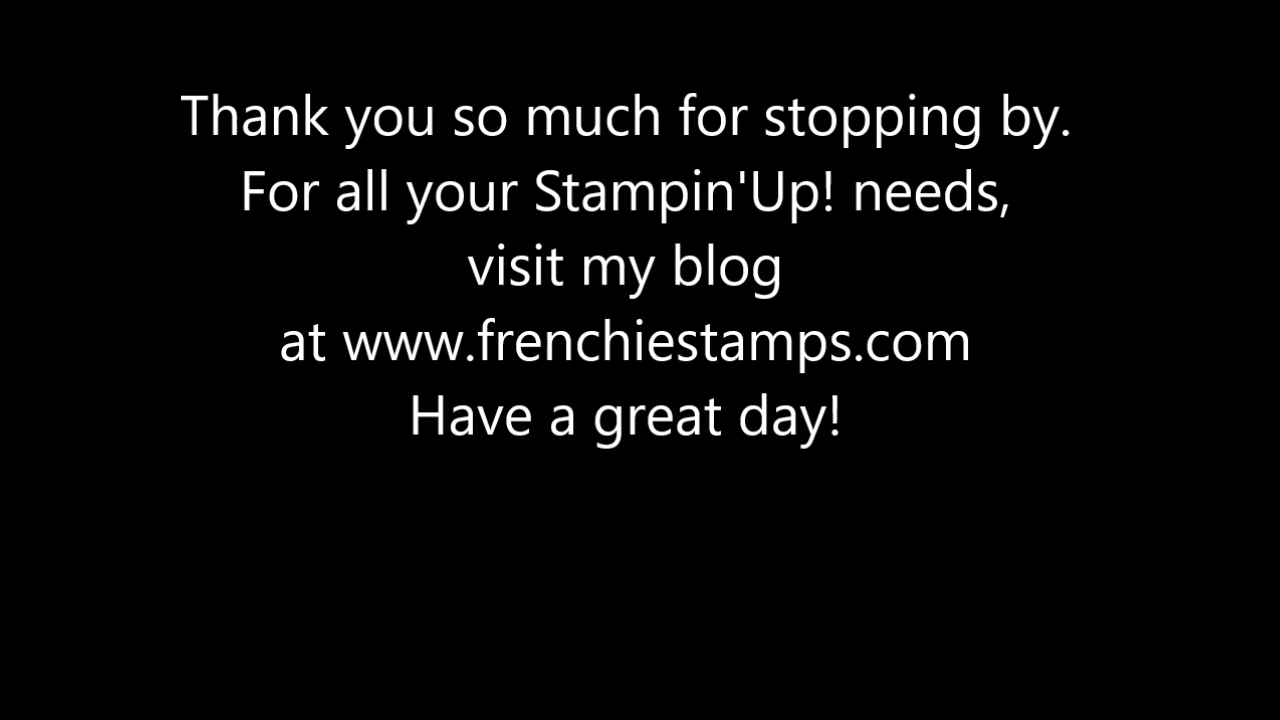 Thank you so much for stopping by.
For all your Stampin'Up! needs,
visit my blog
at www.frenchiestamps.com
Have a great day!